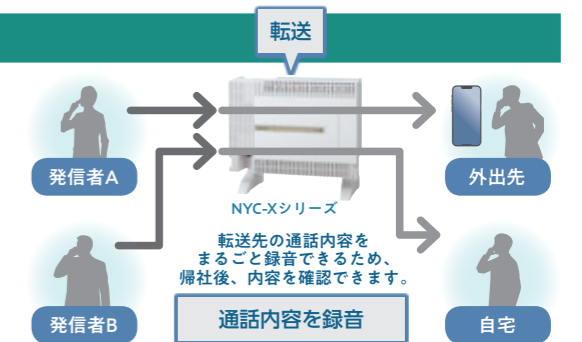 転送
発信者A
外出先
NYC-Xシリーズ
転送先の通話内容を
まるごと録音できるため、
帰社後、内容を確認できます。
発信者B
通話内容を録音
自宅